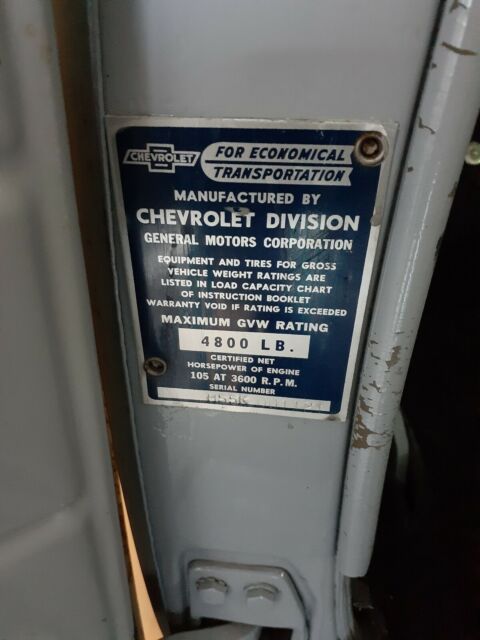 CHEVROLET
FOR ECONOMICAL
TRANSPORTATION
MANUFACTURED BY
CHEVROLET DIVISION
GENERAL MOTORS CORPORATION
EQUIPMENT AND TIRES FOR GROSS
VEHICLE WEIGHT RATINGS ARE
LISTED IN LOAD CAPACITY CHART
OF INSTRUCTION BOOKLET
WARRANTY VOID IF RATING IS EXCEEDED
MAXIMUM GVW RATING
4800 LB.
CERTIFIED NET
HORSEPOWER OF ENGINE
105 AT 3600 R.P.M.
SERIAL NUMBER